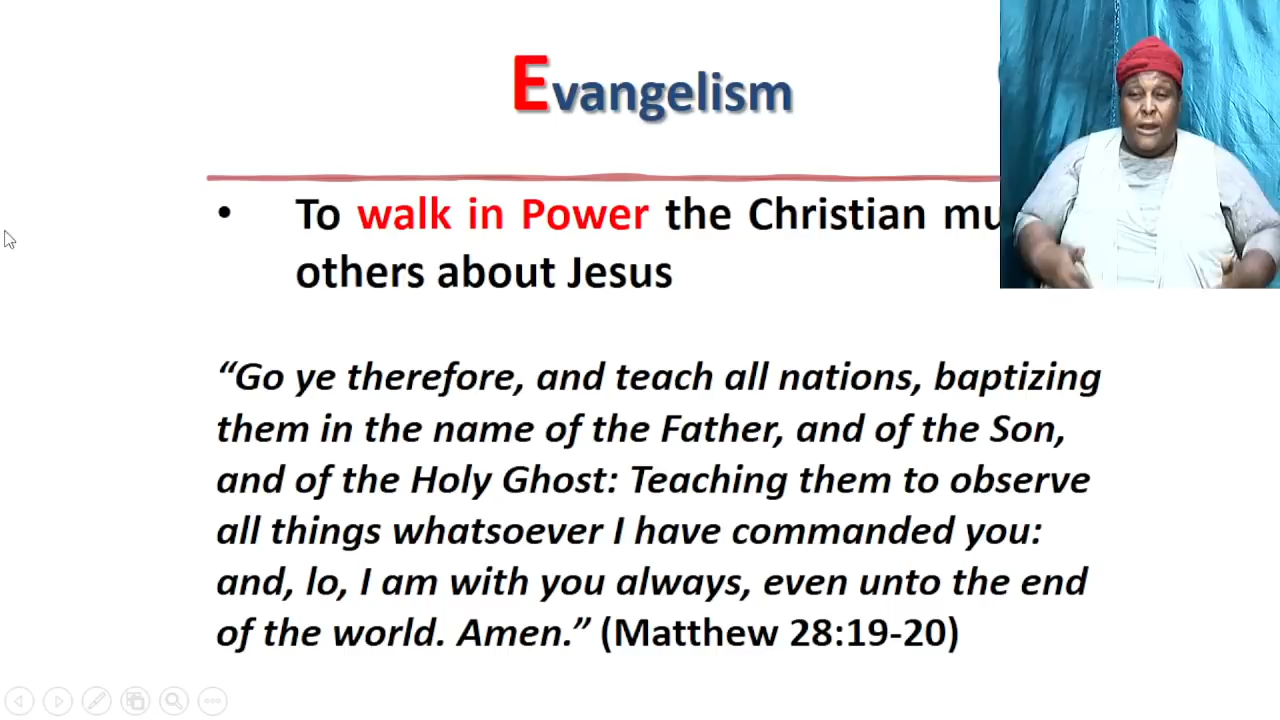 Evangelism
• To walk in Power the Christian
others about Jesus
“Go ye therefore, and teach all nations, baptizing
them in the name of the Father, and of the Son,
and of the Holy Ghost: Teaching them to observe
all things whatsoever I have commanded you:
and, lo, I am with you always, even unto the end
of the world. Amen.” (Matthew 28:19-20)